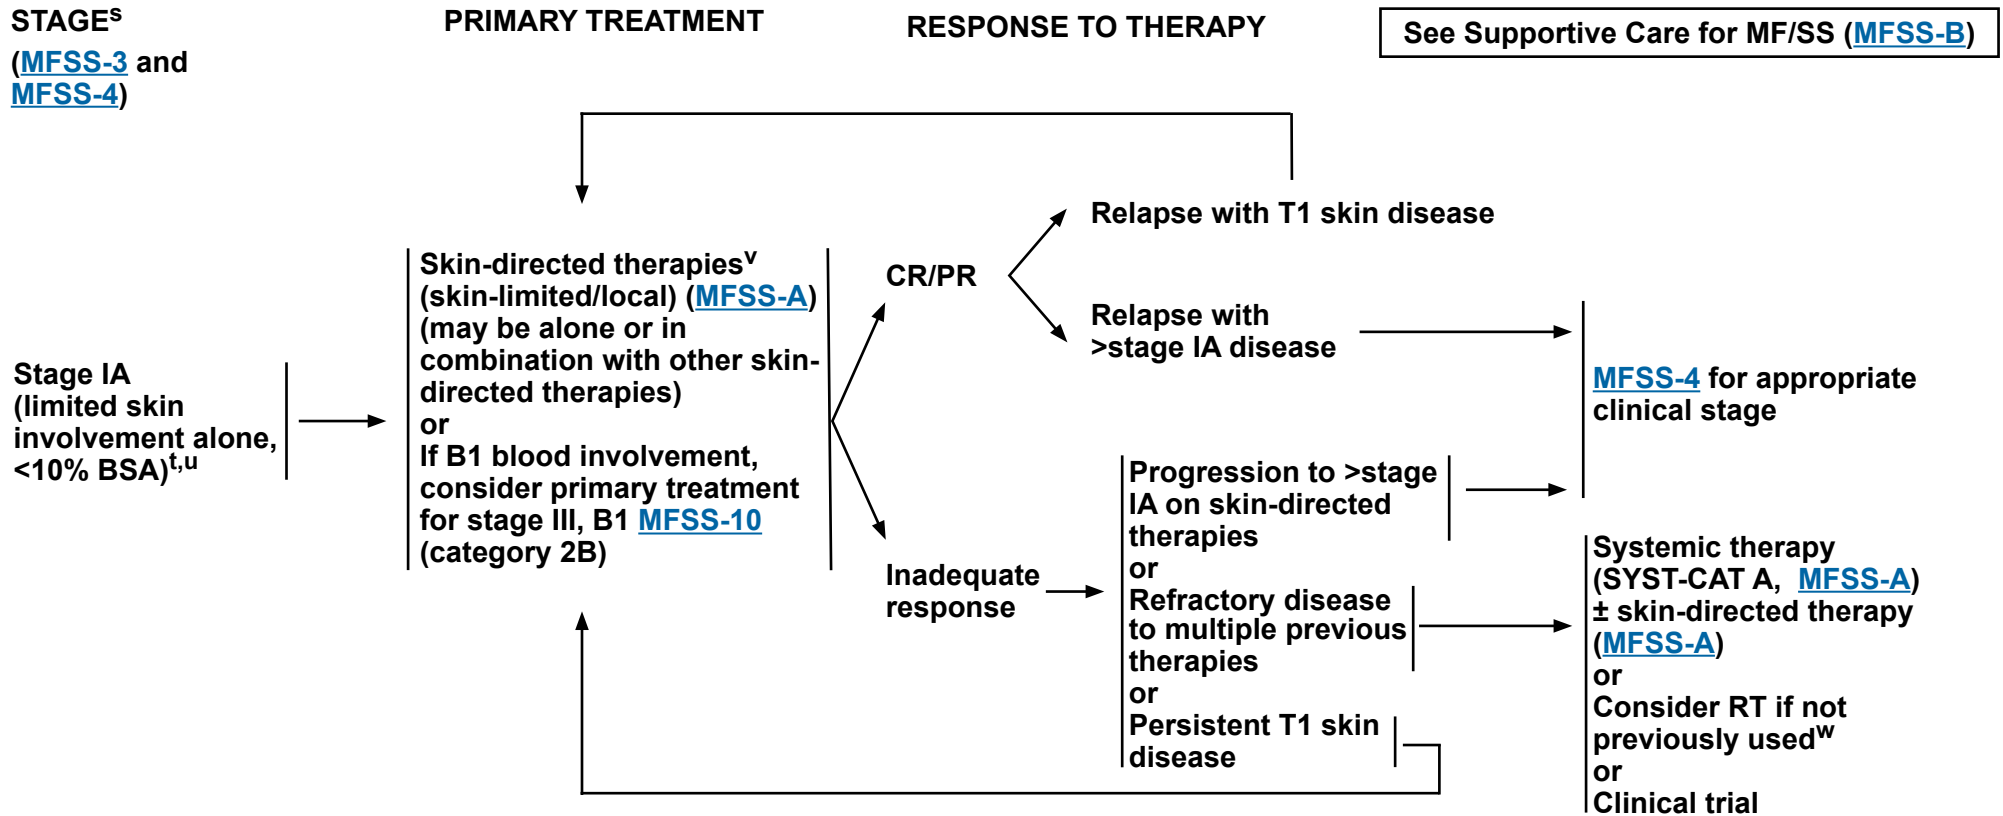 STAGEˢ
(MFSS-3 and
MFSS-4)
PRIMARY TREATMENT
RESPONSE TO THERAPY
See Supportive Care for MF/SS (MFSS-B)
Stage IA
(limited skin
involvement alone,
<10% BSA)ᵗ,ᵘ
Skin-directed therapiesᵛ
(skin-limited/local) (MFSS-A)
(may be alone or in
combination with other skin-
directed therapies)
or
If B1 blood involvement,
consider primary treatment
for stage III, B1 MFSS-10
(category 2B)
CR/PR
Relapse with T1 skin disease
Relapse with
>stage IA disease
MFSS-4 for appropriate
clinical stage
Inadequate
response
Progression to >stage
IA on skin-directed
therapies
or
Refractory disease
to multiple previous
therapies
or
Persistent T1 skin
disease
Systemic therapy
(SYST-CAT A, MFSS-A)
± skin-directed therapy
(MFSS-A)
or
Consider RT if not
previously usedʷ
or
Clinical trial